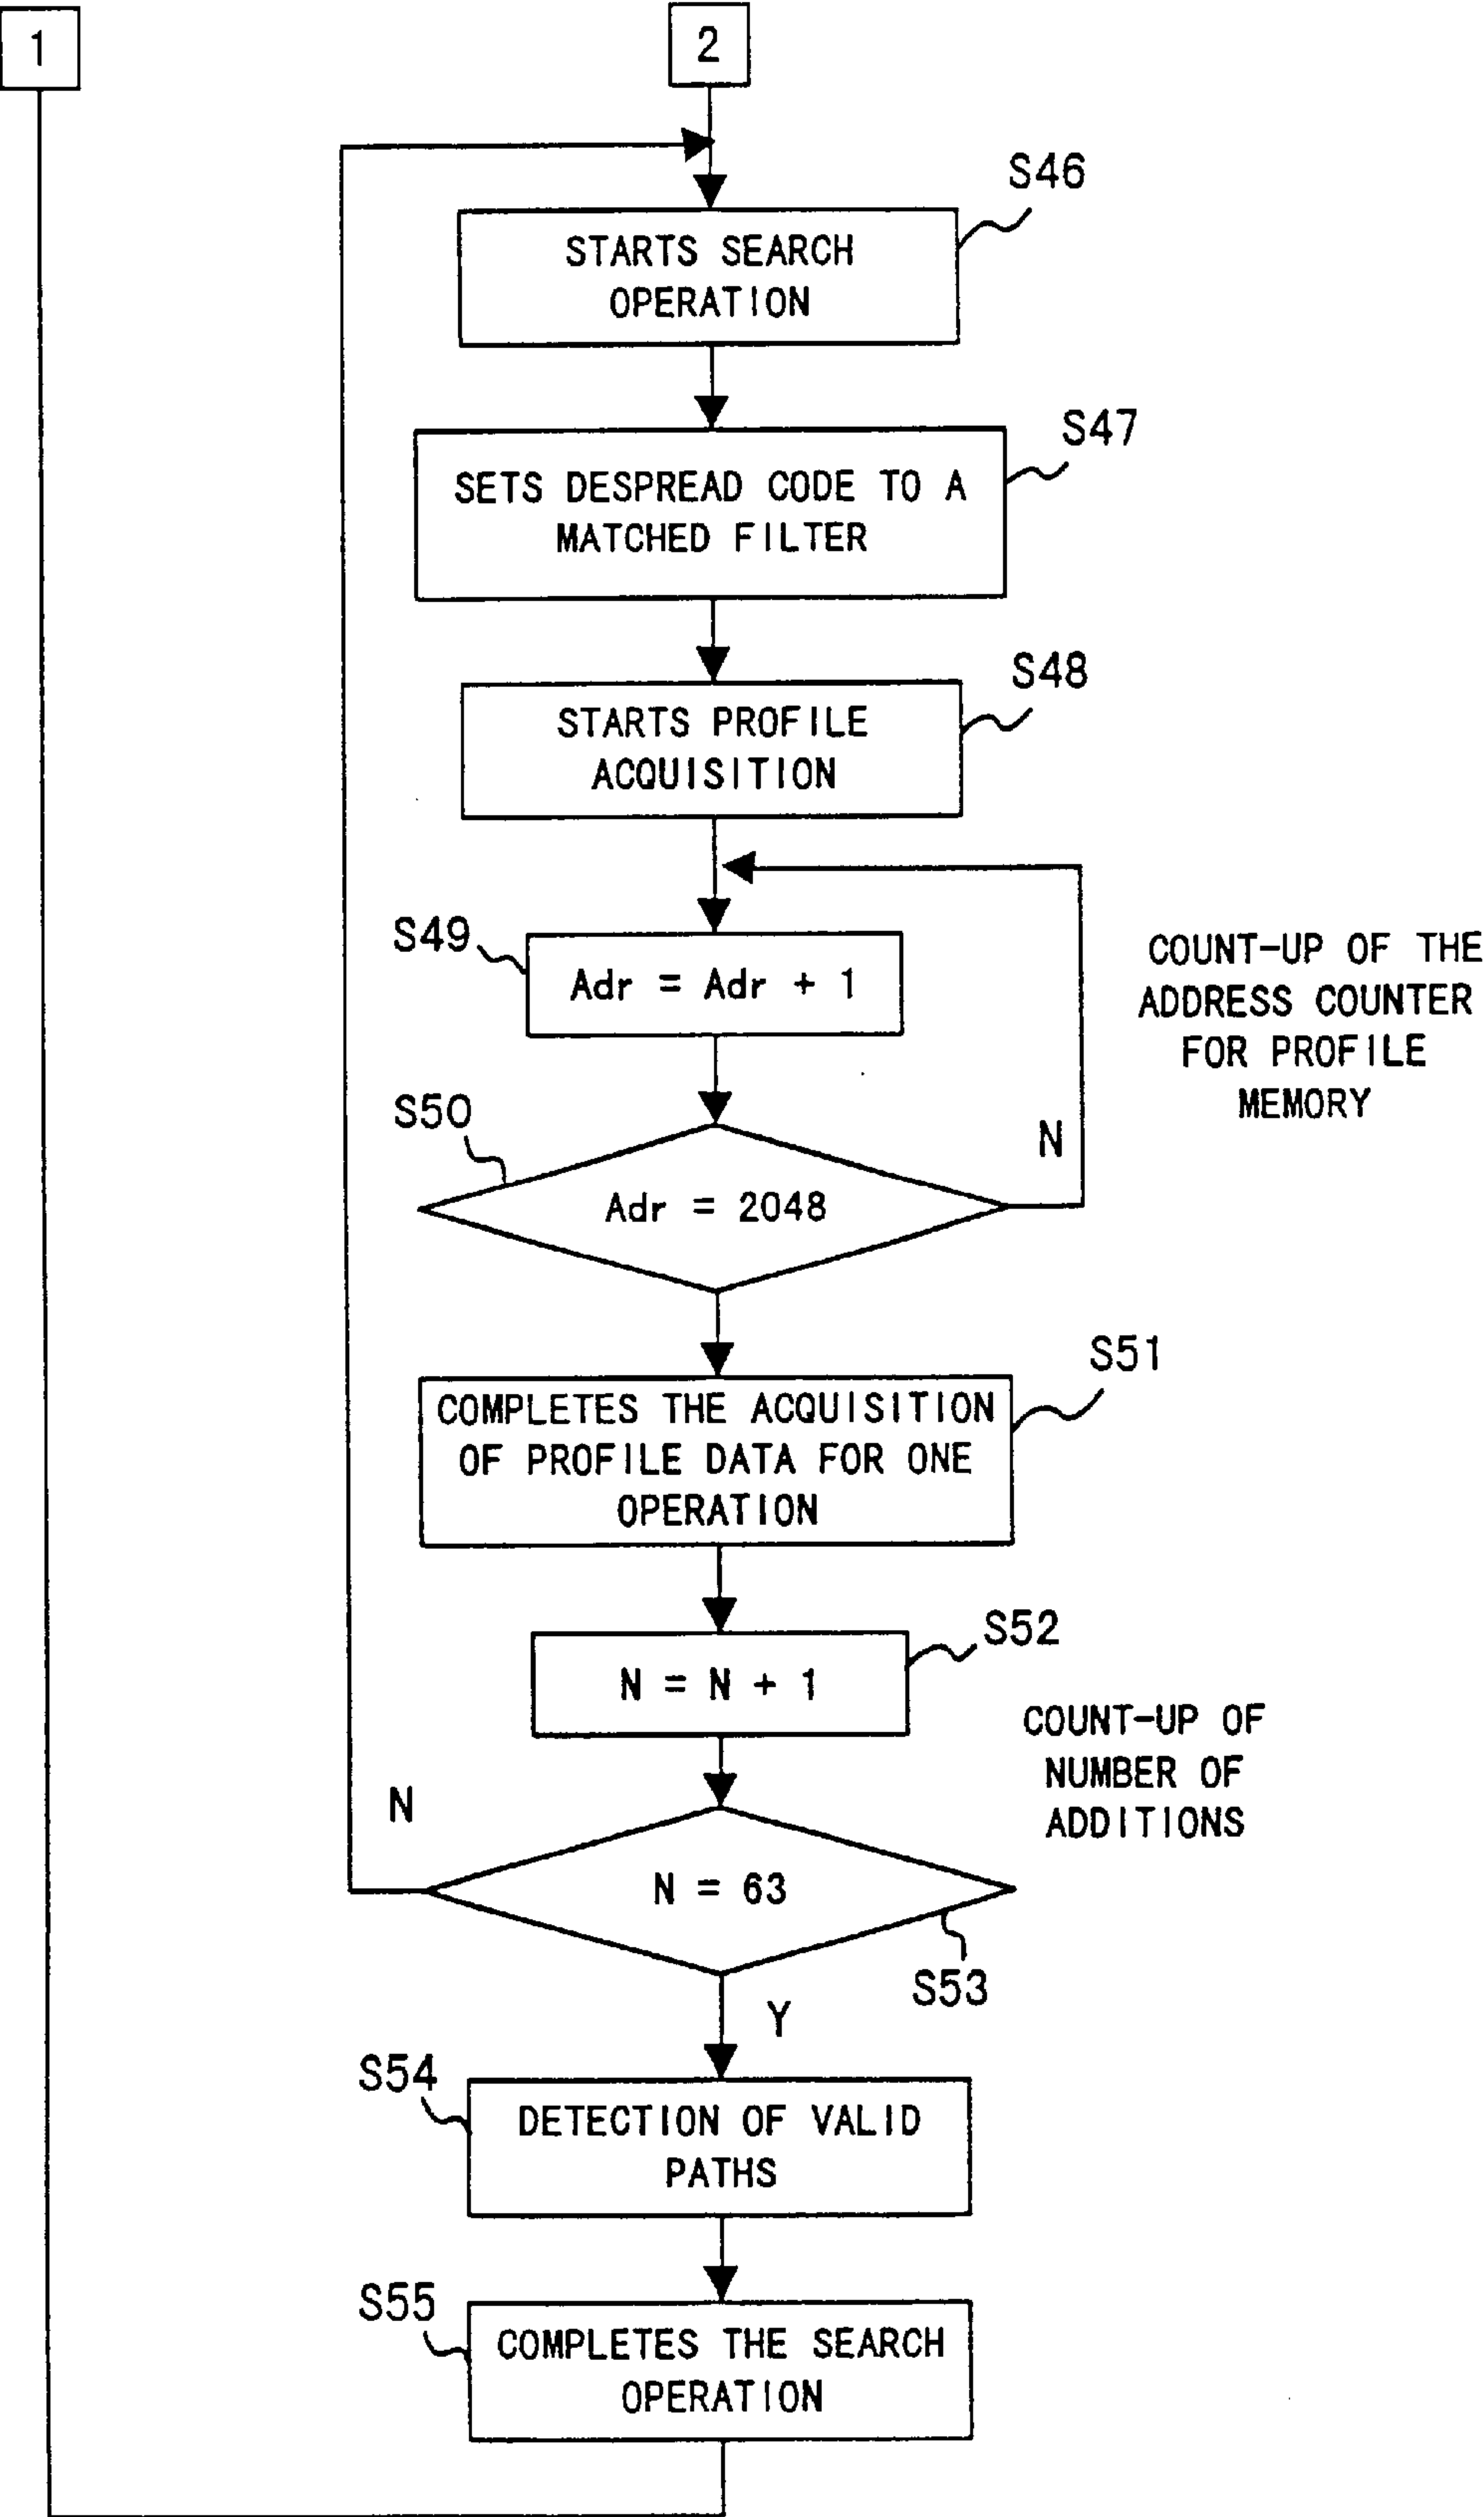 1
2
S46
STARTS SEARCH
OPERATION
S47
SETS DESPREAD CODE TO A
MATCHED FILTER
S48
STARTS PROFILE
ACQUISITION
S49
Adr = Adr + 1
COUNT-UP OF THE
ADDRESS COUNTER
FOR PROFILE
MEMORY
S50
N
Adr = 2048
S51
COMPLETES THE ACQUISITION
OF PROFILE DATA FOR ONE
OPERATION
S52
N = N + 1
COUNT-UP OF
NUMBER OF
ADDITIONS
N
N = 63
S53
Y
S54
DETECTION OF VALID
PATHS
S55
COMPLETES THE SEARCH
OPERATION